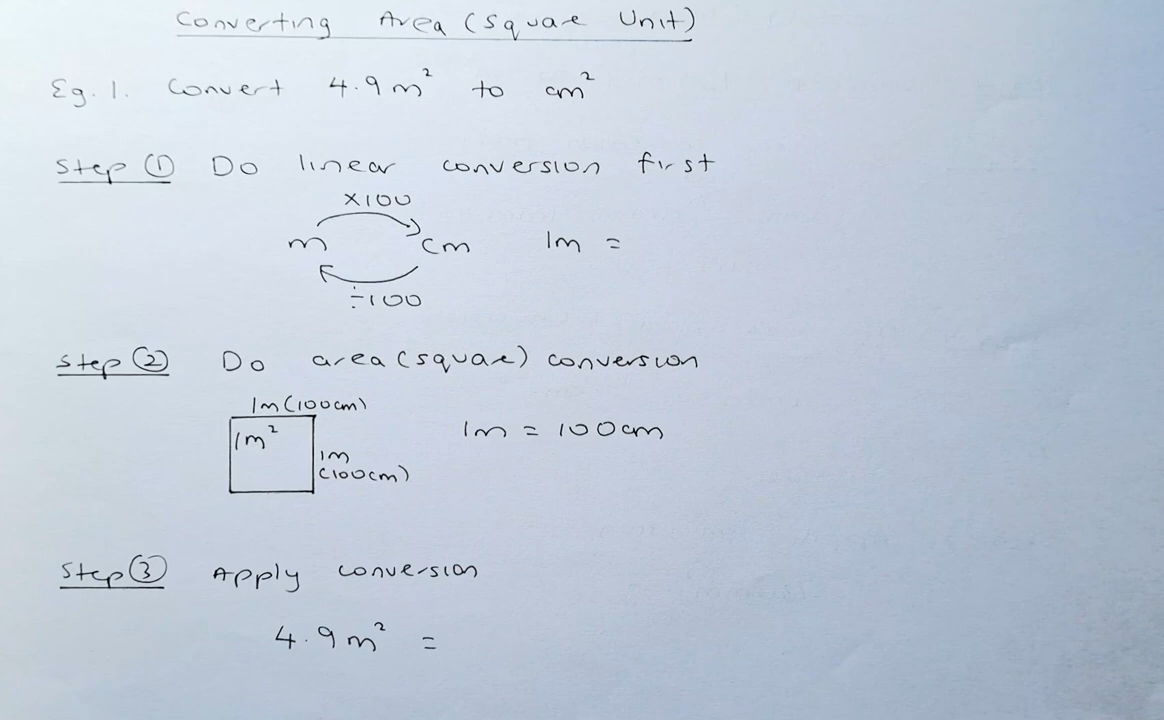 Converting Area (Square Unit)
Eg. 1. Convert 4.9m² to cm²
Step ① Do linear conversion first
×100
m cm 1m =
÷100
Step ② Do area (square) conversion
1m (100cm)
1m² 1m = 100cm
1m
(100cm)
Step ③ Apply conversion
4.9m² =